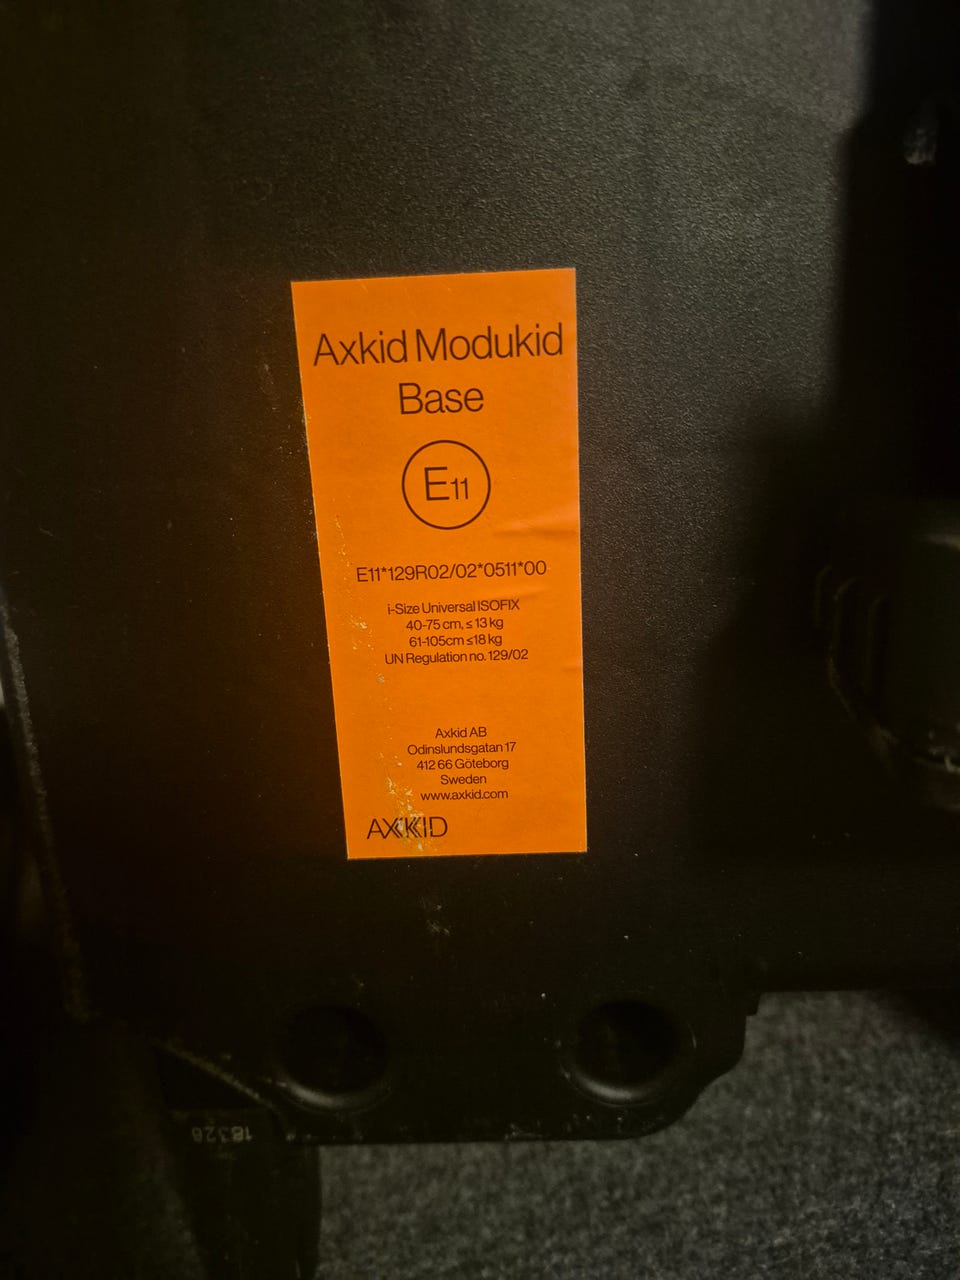 Axkid Modukid
Base
E11
E11*129R02/02*0511*00
i-Size Universal ISOFIX
40-75 cm, ≤ 13 kg
61-105cm ≤18 kg
UN Regulation no. 129/02
Axkid AB
Odinslundsgatan 17
412 66 Göteborg
Sweden
www.axkid.com
AXKID
18326